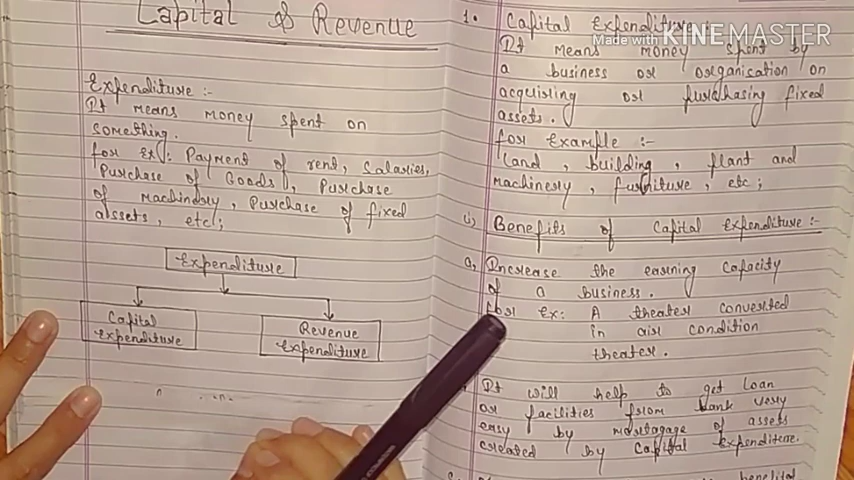 Capital & Revenue
Expenditure :-
It means money spent on
something.
for Ex: Payment of rent, Salaries,
Purchase of Goods, Purchase
of machinery, Purchase of fixed
assets, etc;
Expenditure
Capital
expenditure
Revenue
expenditure
1. Capital Expenditure :
Made with KINEMASTER
It means money spent by
a business or organisation on
acquisting or purchasing fixed
assets.
for example :-
Land, building, plant and
machinery, furniture, etc;
i) Benefits of Capital Expenditure :-
a, Increase the earning capacity
of a business.
for ex: A theater converted
in air condition
theater.
It will help to get Loan
or facilities from bank very
easy by mortagage of assets
created by Capital Expenditure.